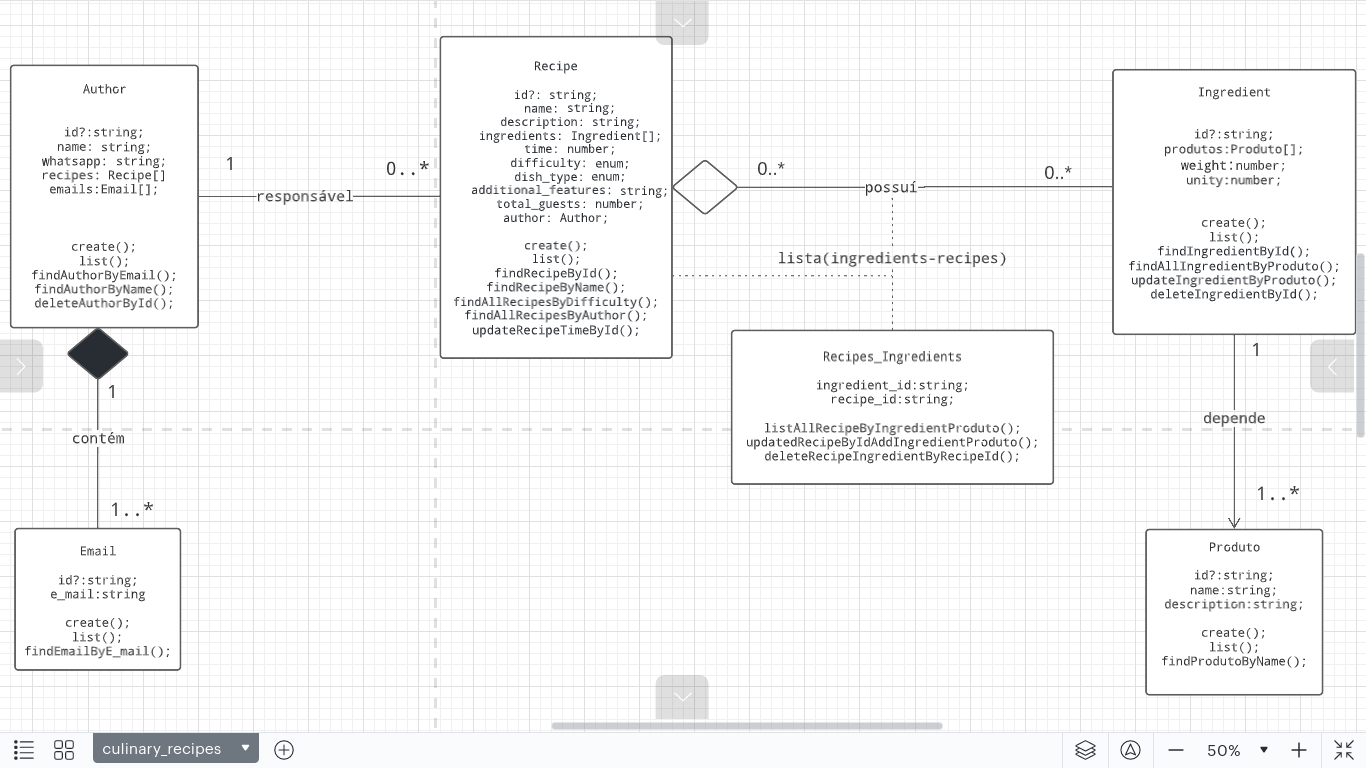 Author
id?:string;
name: string;
whatsapp: string;
recipes: Recipe[]
emails:Email[];
create();
list();
findAuthorByEmail();
findAuthorByName();
deleteAuthorById();
1
responsável
0..*
Recipe
id?: string;
name: string;
description: string;
ingredients: Ingredient[];
time: number;
difficulty: enum;
dish_type: enum;
additional_features: string;
total_guests: number;
author: Author;
create();
list();
findRecipeById();
findRecipeByName();
findAllRecipesByDifficulty();
findAllRecipesByAuthor();
updateRecipeTimeById();
0..*
possuí
0..*
lista(ingredients-recipes)
Ingredient
id?:string;
produtos:Produto[];
weight:number;
unity:number;
create();
list();
findIngredientById();
findAllIngredientByProduto();
updateIngredientByProduto();
deleteIngredientById();
Recipes_Ingredients
ingredient_id:string;
recipe_id:string;
listAllRecipeByIngredientProduto();
updatedRecipeByIdAddIngredientProduto();
deleteRecipeIngredientByRecipeId();
1
contém
1..*
Email
id?:string;
e_mail:string
create();
list();
findEmailByE_mail();
1
depende
1..*
Produto
id?:string;
name:string;
description:string;
create();
list();
findProdutoByName();
culinary_recipes
50%